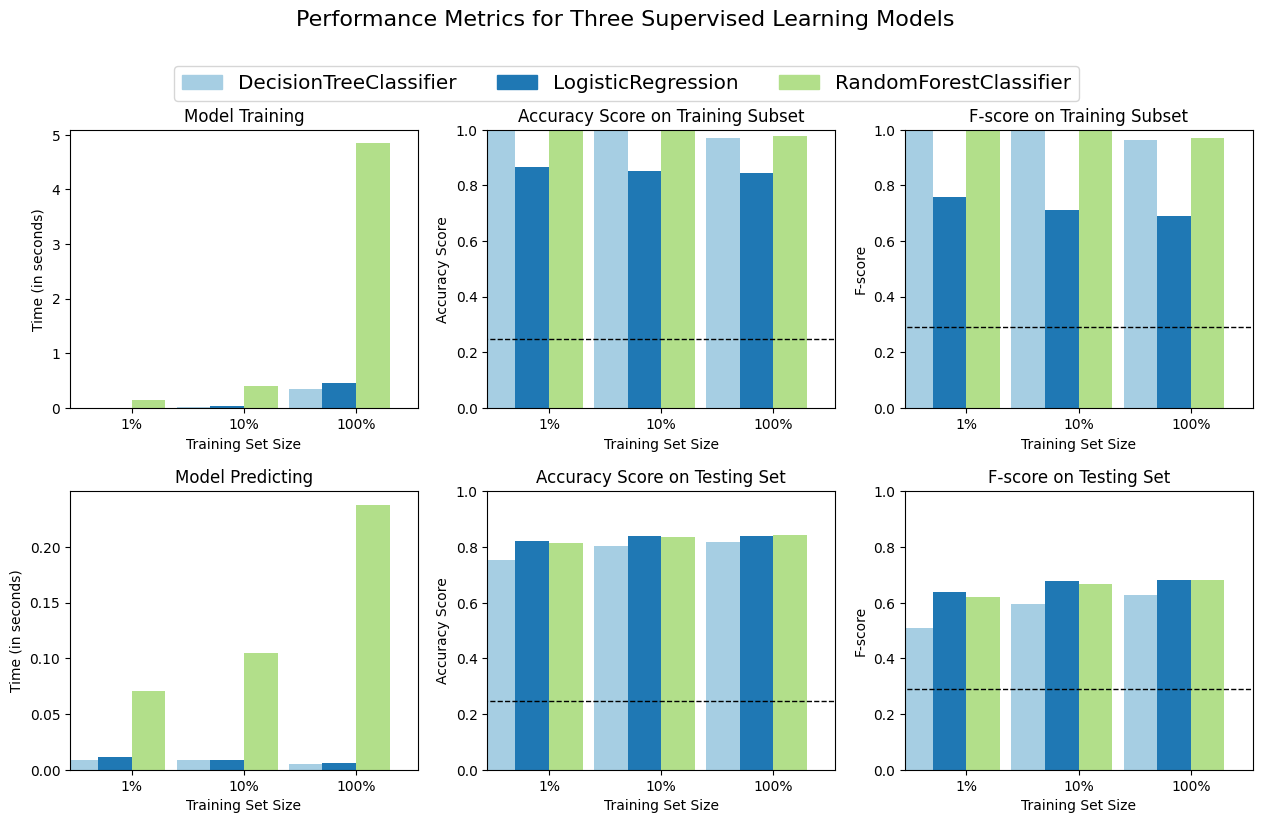 Performance Metrics for Three Supervised Learning Models
DecisionTreeClassifier LogisticRegression RandomForestClassifier
Model Training
Time (in seconds)
5
4
3
2
1
0
1% 10% 100%
Training Set Size
Accuracy Score on Training Subset
Accuracy Score
1.0
0.8
0.6
0.4
0.2
0.0
1% 10% 100%
Training Set Size
F-score on Training Subset
F-score
1.0
0.8
0.6
0.4
0.2
0.0
1% 10% 100%
Training Set Size
Model Predicting
Time (in seconds)
0.20
0.15
0.10
0.05
0.00
1% 10% 100%
Training Set Size
Accuracy Score on Testing Set
Accuracy Score
1.0
0.8
0.6
0.4
0.2
0.0
1% 10% 100%
Training Set Size
F-score on Testing Set
F-score
1.0
0.8
0.6
0.4
0.2
0.0
1% 10% 100%
Training Set Size